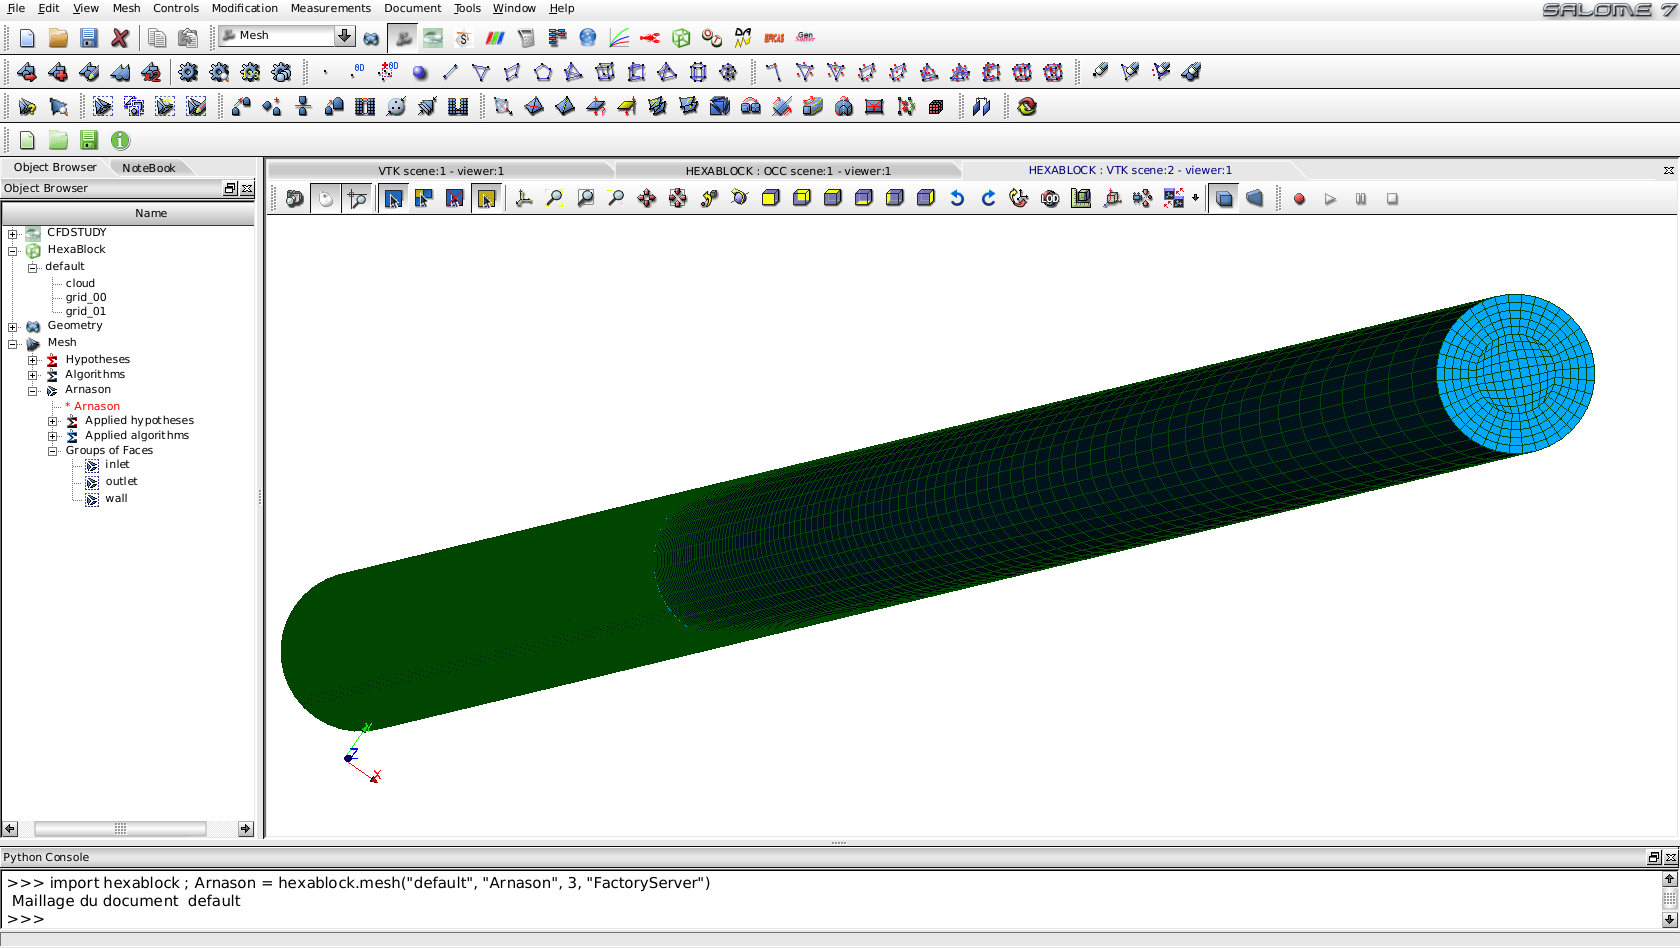 File Edit View Mesh Controls Modification Measurements Document Tools Window Help
SALOME 7
Mesh
Object Browser NoteBook
VTK scene:1 - viewer:1
HEXABLOCK : OCC scene:1 - viewer:1
HEXABLOCK : VTK scene:2 - viewer:1
Object Browser
Name
CFDSTUDY
HexaBlock
default
cloud
grid_00
grid_01
Geometry
Mesh
Hypotheses
Algorithms
Arnason
* Arnason
Applied hypotheses
Applied algorithms
Groups of Faces
inlet
outlet
wall
Y
Z
X
Python Console
>>> import hexablock ; Arnason = hexablock.mesh("default", "Arnason", 3, "FactoryServer")
Maillage du document  default
>>>